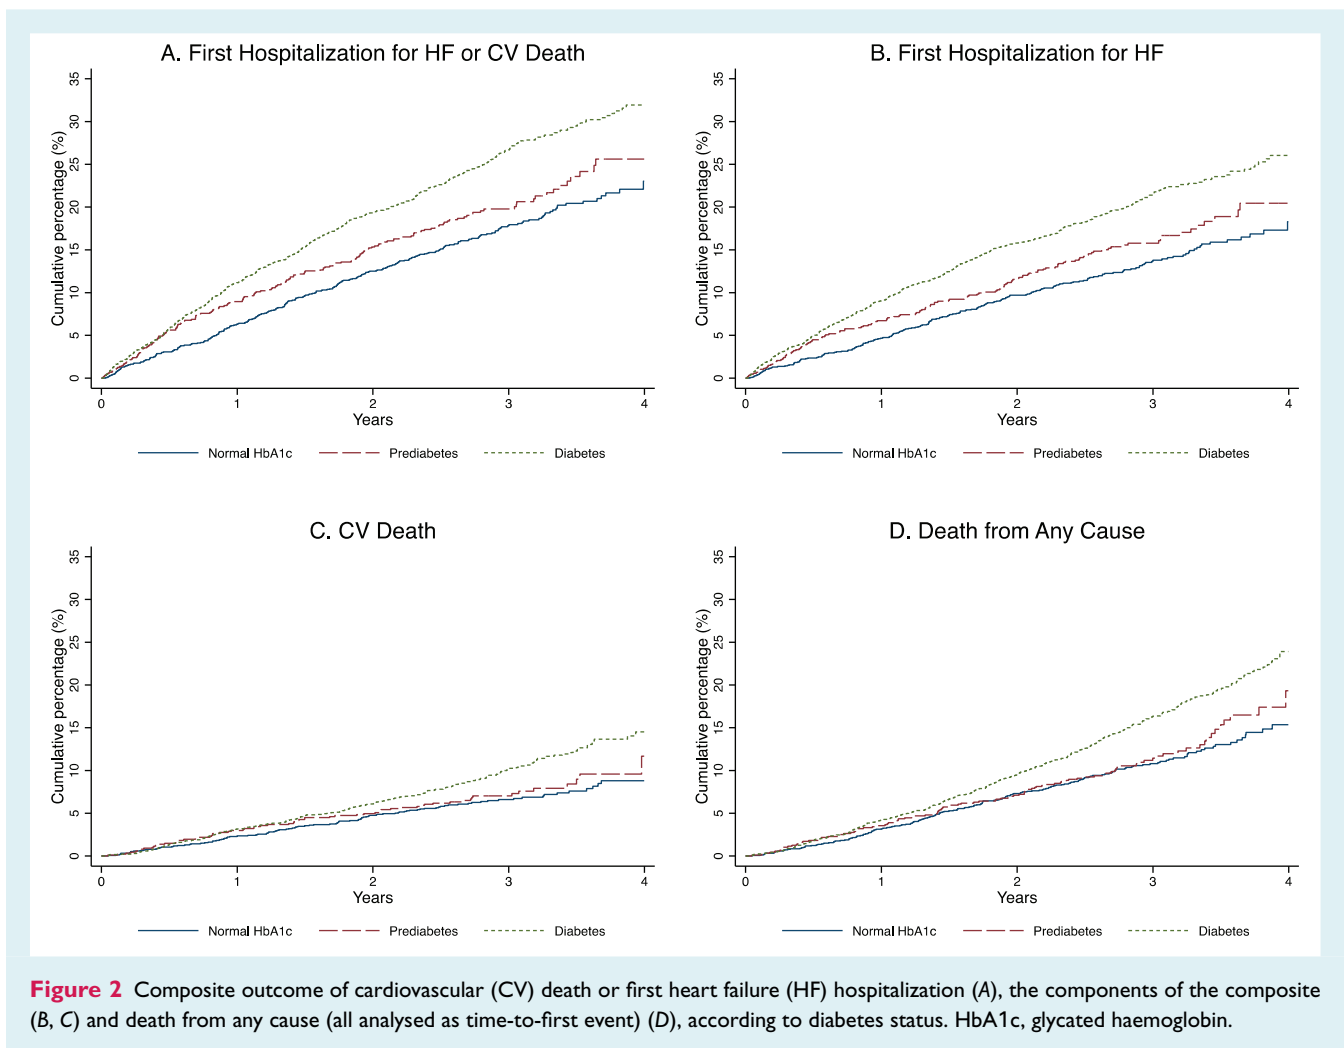 A. First Hospitalization for HF or CV Death
Cumulative percentage (%)
35
30
25
20
15
10
5
0
0 1 2 3 4
Years
Normal HbA1c Prediabetes Diabetes
B. First Hospitalization for HF
Cumulative percentage (%)
35
30
25
20
15
10
5
0
0 1 2 3 4
Years
Normal HbA1c Prediabetes Diabetes
C. CV Death
Cumulative percentage (%)
35
30
25
20
15
10
5
0
0 1 2 3 4
Years
Normal HbA1c Prediabetes Diabetes
D. Death from Any Cause
Cumulative percentage (%)
35
30
25
20
15
10
5
0
0 1 2 3 4
Years
Normal HbA1c Prediabetes Diabetes
Figure 2 Composite outcome of cardiovascular (CV) death or first heart failure (HF) hospitalization (A), the components of the composite
(B, C) and death from any cause (all analysed as time-to-first event) (D), according to diabetes status. HbA1c, glycated haemoglobin.